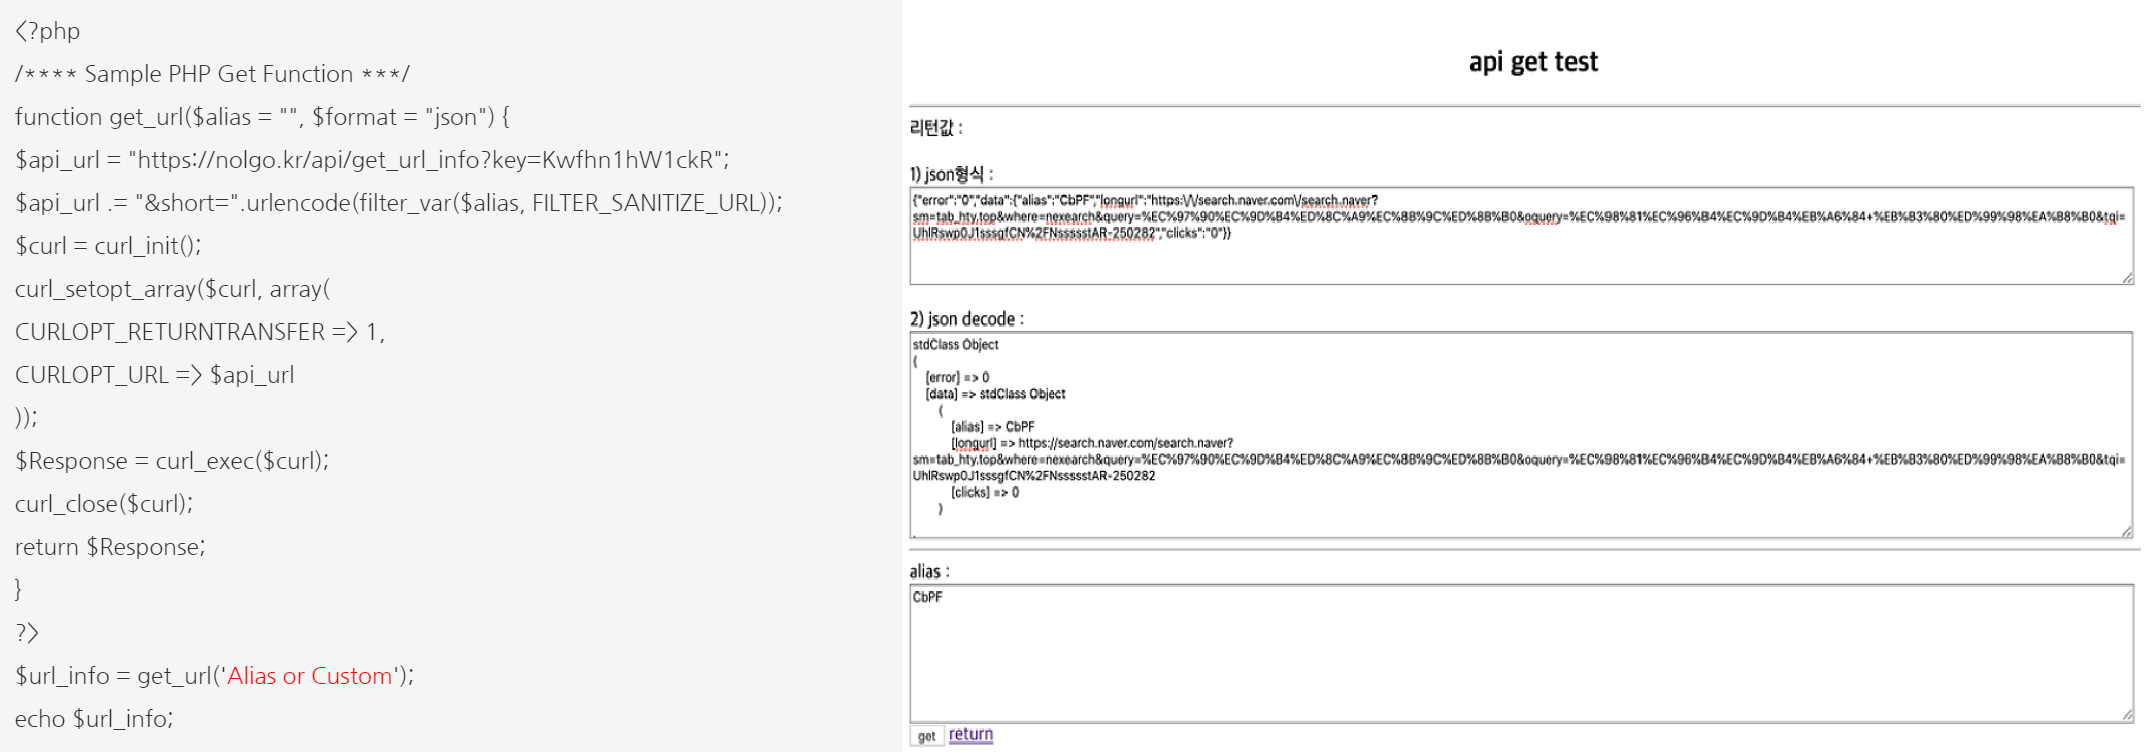 <?php
/**** Sample PHP Get Function ***/
function get_url($alias = "", $format = "json") {
$api_url = "https://nolgo.kr/api/get_url_info?key=Kwfhn1hW1ckR";
$api_url .= "&short=".urlencode(filter_var($alias, FILTER_SANITIZE_URL));
$curl = curl_init();
curl_setopt_array($curl, array(
CURLOPT_RETURNTRANSFER => 1,
CURLOPT_URL => $api_url
));
$Response = curl_exec($curl);
curl_close($curl);
return $Response;
}
?>
$url_info = get_url('Alias or Custom');
echo $url_info;
api get test
리턴값 :
1) json형식 :
{"error":"0","data":{"alias":"CbPF","longurl":"https:\/\/search.naver.com\/search.naver?
sm=tab_hty.top&where=nexearch&query=%EC%97%90%EC%9D%B4%ED%8C%A9%EC%8B%9C%ED%8B%B0&oquery=%EC%98%81%EC%96%B4%EC%9D%B4%EB%A6%84+%EB%B3%80%ED%99%98%EA%B8%B0&tqi=
UhlRswp0J1sssgfCN%2FNssssstAR-250282","clicks":"0"}}
2) json decode :
stdClass Object
(
[error] => 0
[data] => stdClass Object
(
[alias] => CbPF
[longurl] => https://search.naver.com/search.naver?
sm=tab_hty.top&where=nexearch&query=%EC%97%90%EC%9D%B4%ED%8C%A9%EC%8B%9C%ED%8B%B0&oquery=%EC%98%81%EC%96%B4%EC%9D%B4%EB%A6%84+%EB%B3%80%ED%99%98%EA%B8%B0&tqi=
UhlRswp0J1sssgfCN%2FNssssstAR-250282
[clicks] => 0
)
alias :
CbPF
get return